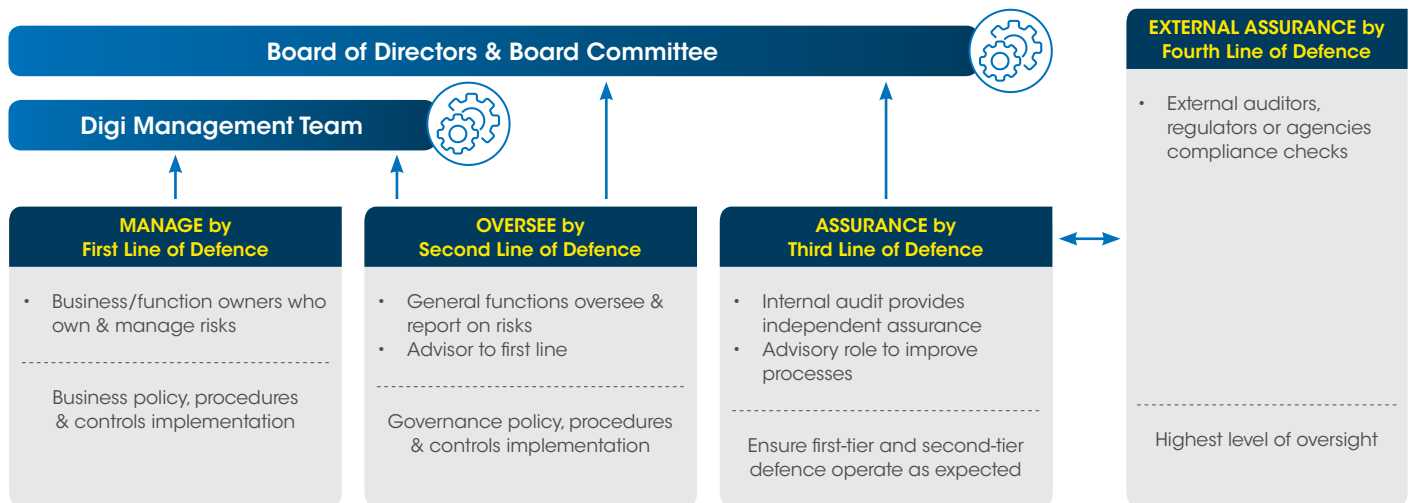 Board of Directors & Board Committee
Digi Management Team
MANAGE by
First Line of Defence
• Business/function owners who
own & manage risks
Business policy, procedures
& controls implementation
OVERSEE by
Second Line of Defence
• General functions oversee &
report on risks
• Advisor to first line
Governance policy, procedures
& controls implementation
ASSURANCE by
Third Line of Defence
• Internal audit provides
independent assurance
• Advisory role to improve
processes
Ensure first-tier and second-tier
defence operate as expected
EXTERNAL ASSURANCE by
Fourth Line of Defence
• External auditors,
regulators or agencies
compliance checks
Highest level of oversight